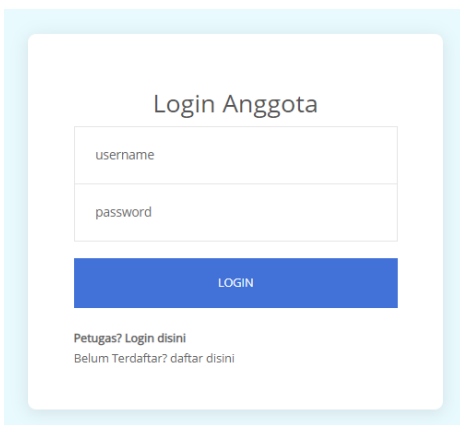 Login Anggota
username
password
LOGIN
Petugas? Login disini
Belum Terdaftar? daftar disini